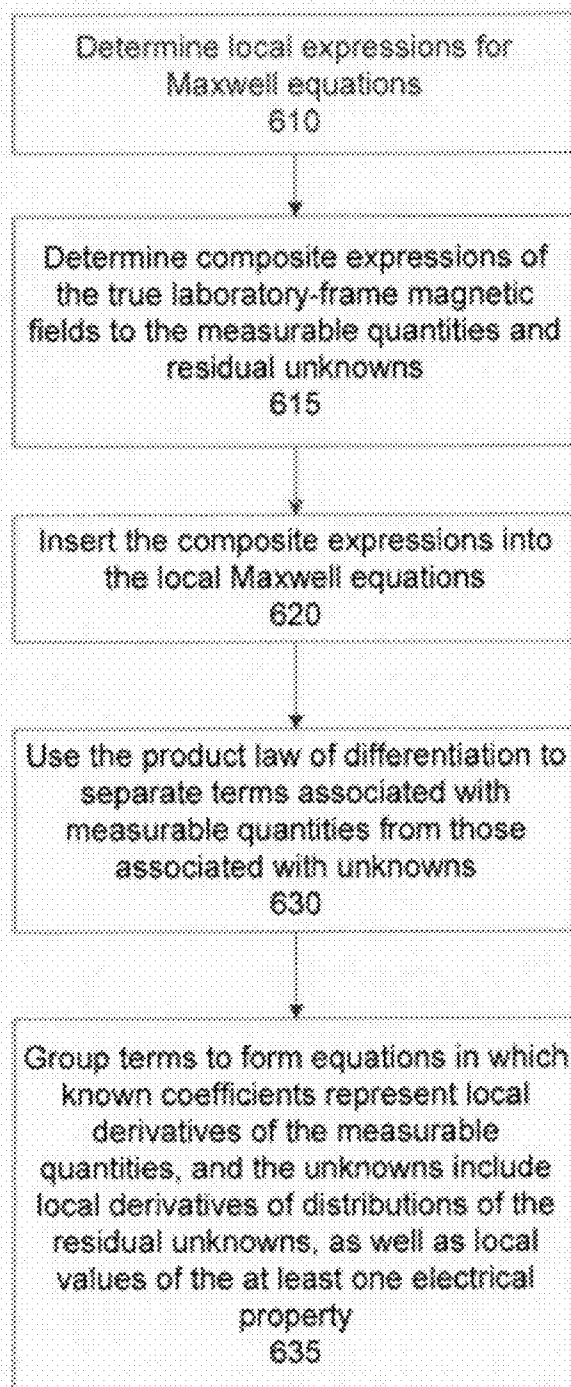 Determine local expressions for
Maxwell equations
610
Determine composite expressions of
the true laboratory-frame magnetic
fields to the measurable quantities and
residual unknowns
615
Insert the composite expressions into
the local Maxwell equations
620
Use the product law of differentiation to
separate terms associated with
measurable quantities from those
associated with unknowns
630
Group terms to form equations in which
known coefficients represent local
derivatives of the measurable
quantities, and the unknowns include
local derivatives of distributions of the
residual unknowns, as well as local
values of the at least one electrical
property
635